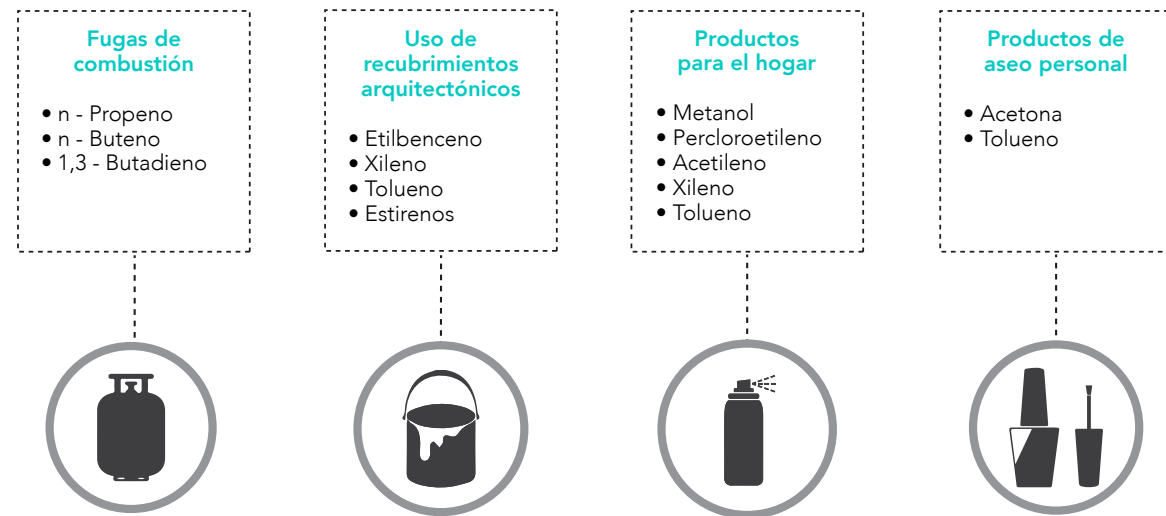 Fugas de
combustión
• n - Propeno
• n - Buteno
• 1,3 - Butadieno
Uso de
recubrimientos
arquitectónicos
• Etilbenceno
• Xileno
• Tolueno
• Estirenos
Productos
para el hogar
• Metanol
• Percloroetileno
• Acetileno
• Xileno
• Tolueno
Productos de
aseo personal
• Acetona
• Tolueno